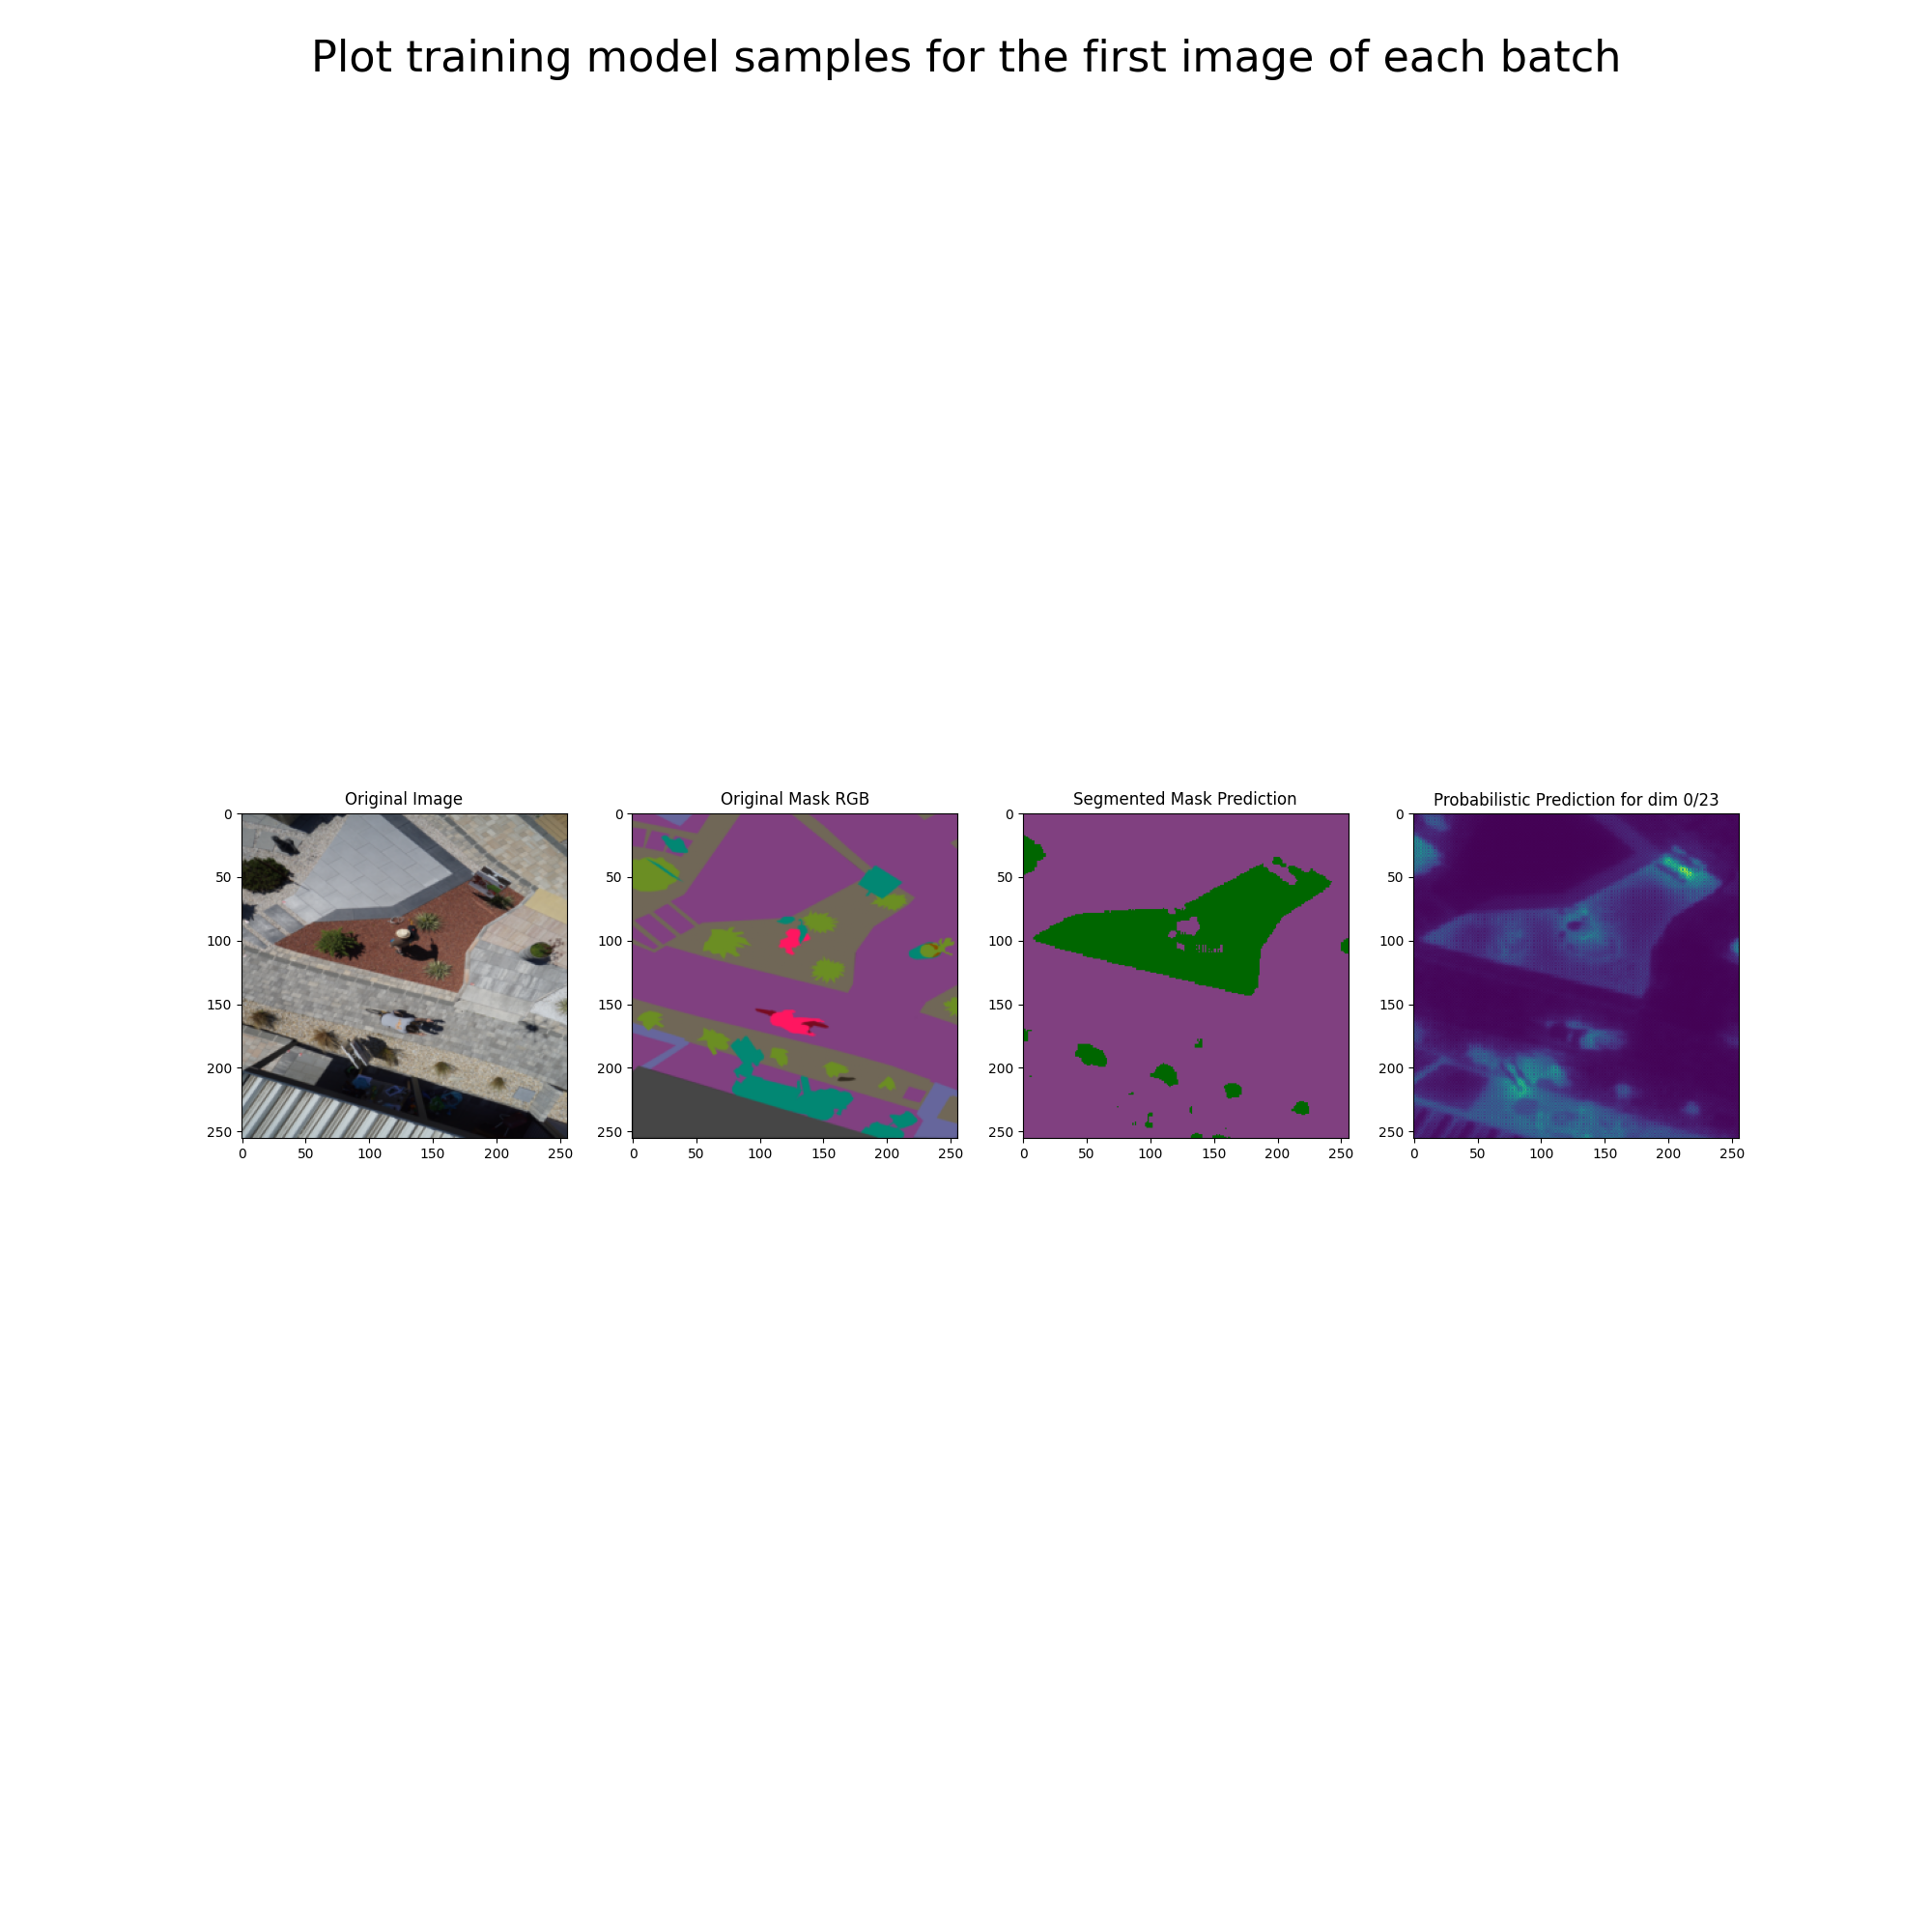 Plot training model samples for the first image of each batch
Original Image
Original Mask RGB
Segmented Mask Prediction
Probabilistic Prediction for dim 0/23
0
50
100
150
200
250
0 50 100 150 200 250
0
50
100
150
200
250
0 50 100 150 200 250
0
50
100
150
200
250
0 50 100 150 200 250
0
50
100
150
200
250
0 50 100 150 200 250